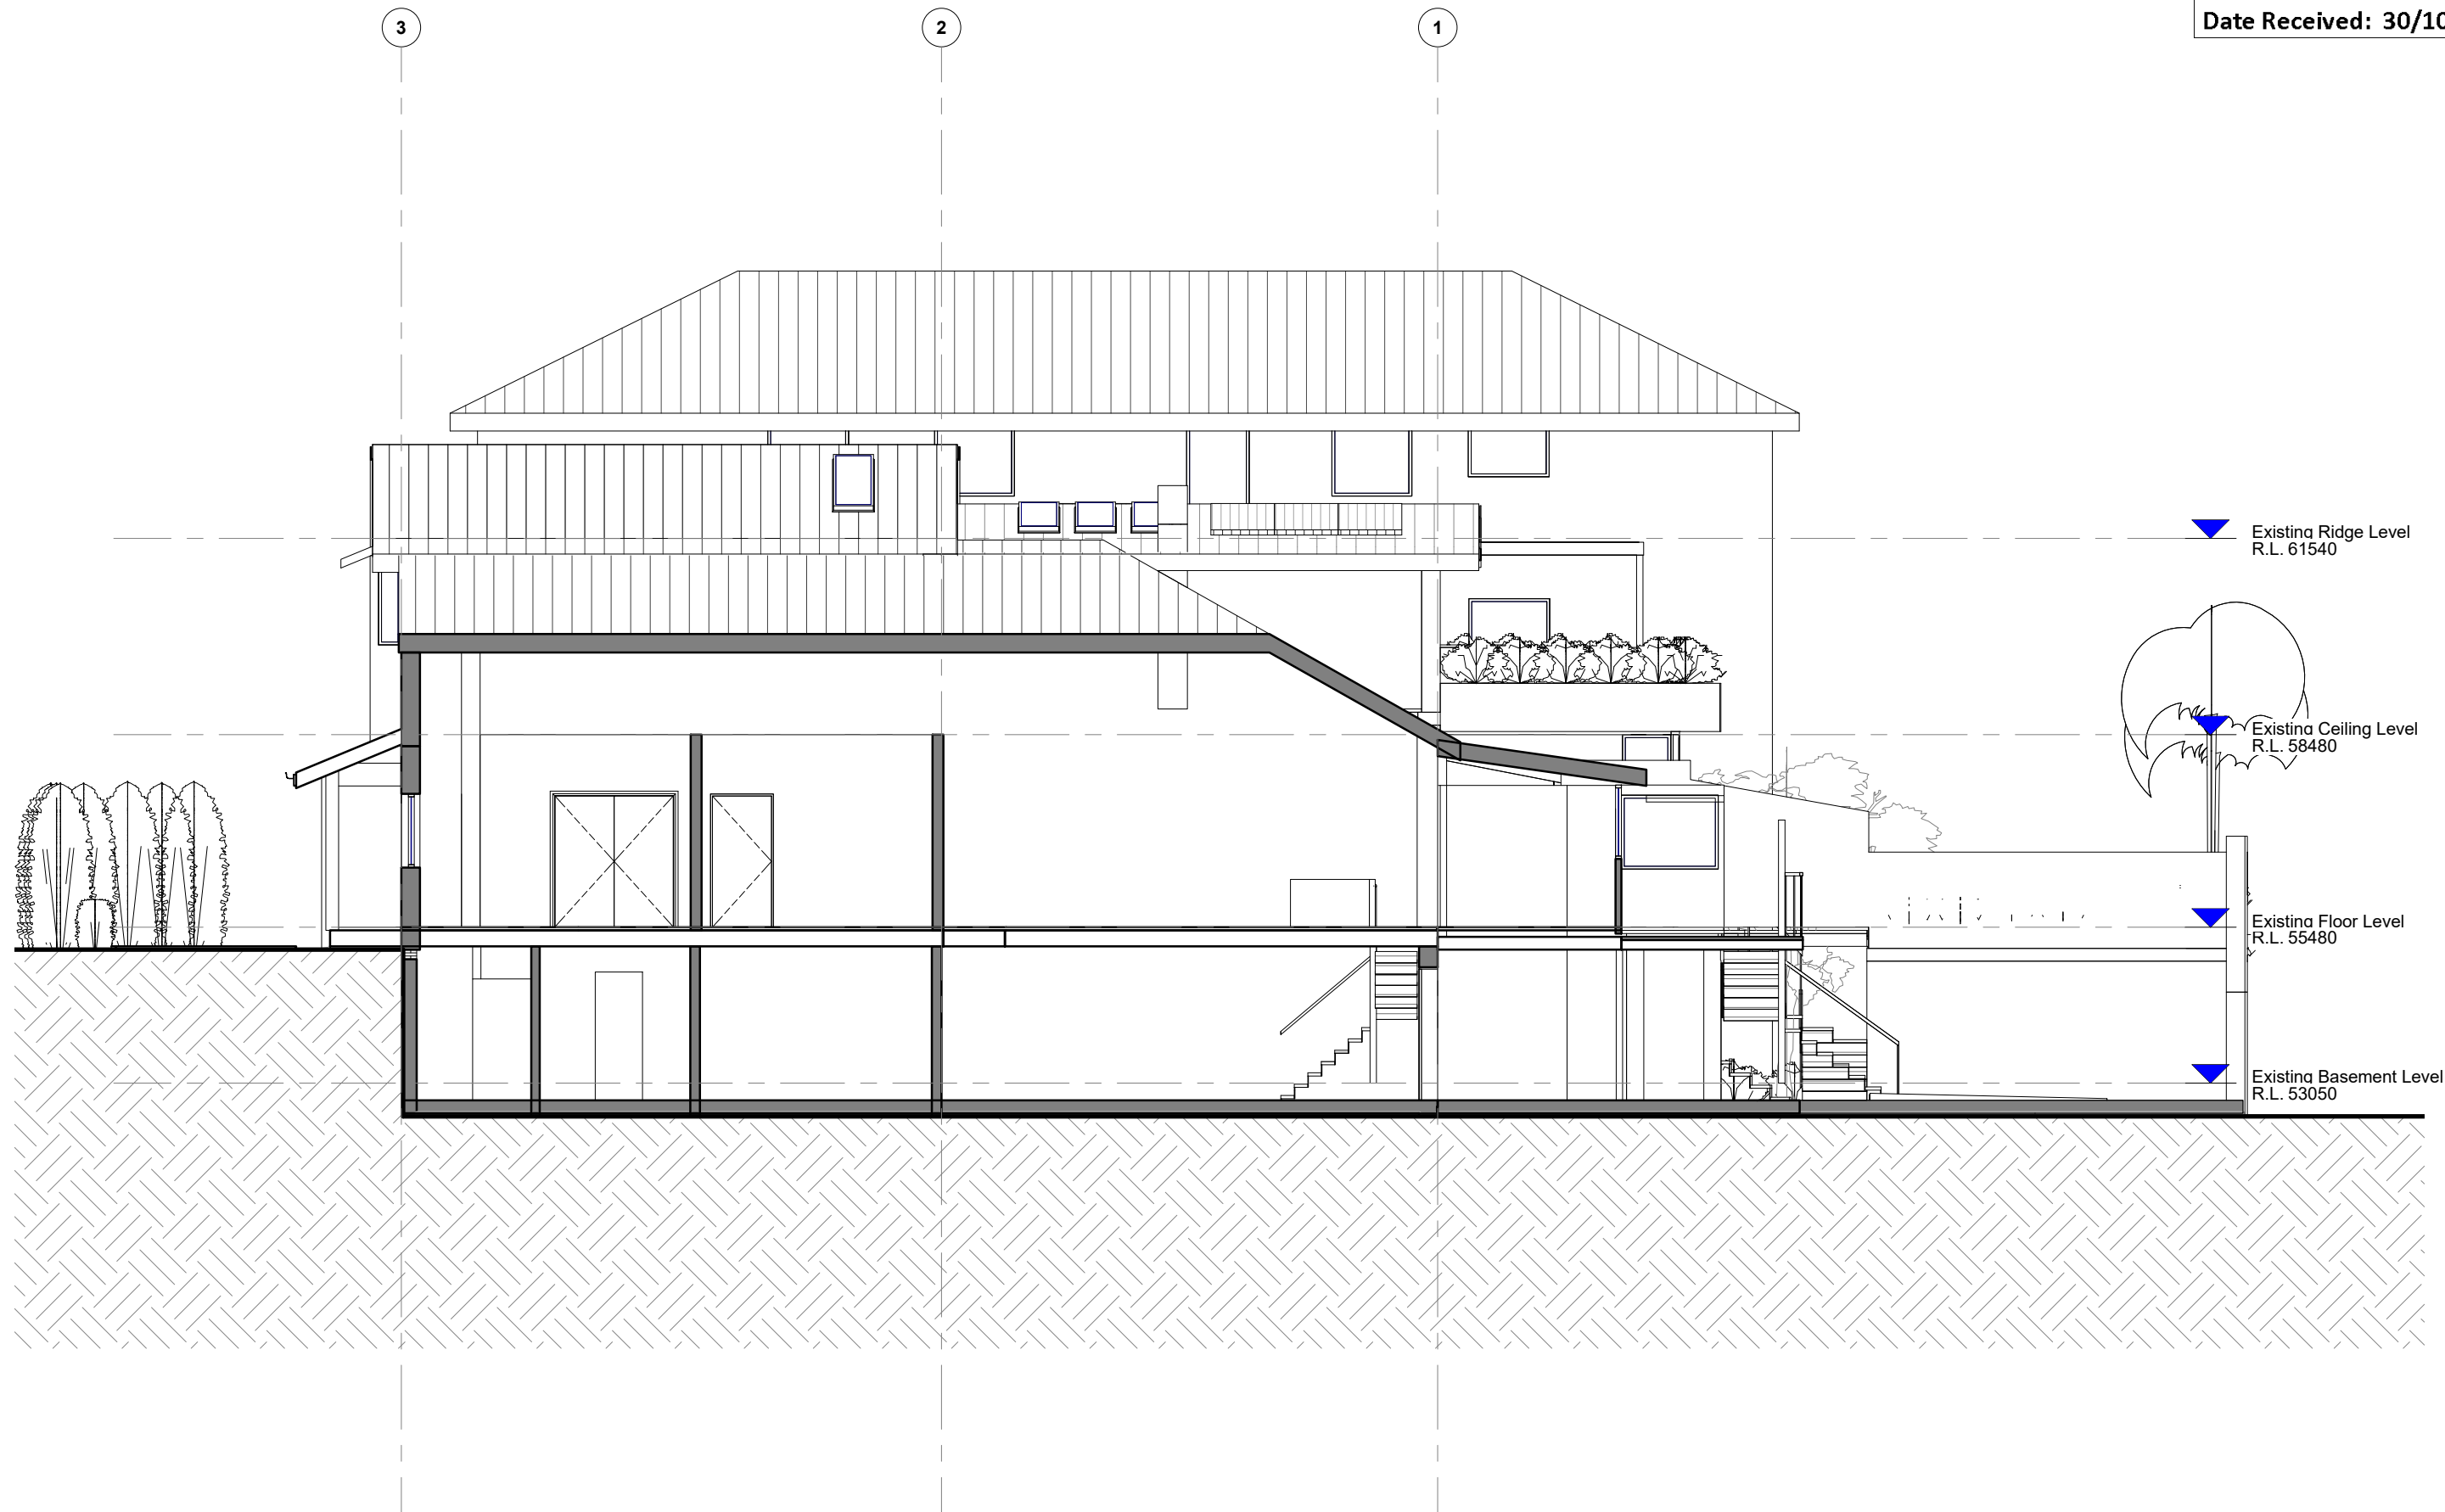 3
2
1
Date Received: 30/10
Existing Ridge Level
R.L. 61540
Existing Ceiling Level
R.L. 58480
Existing Floor Level
R.L. 55480
Existing Basement Level
R.L. 53050